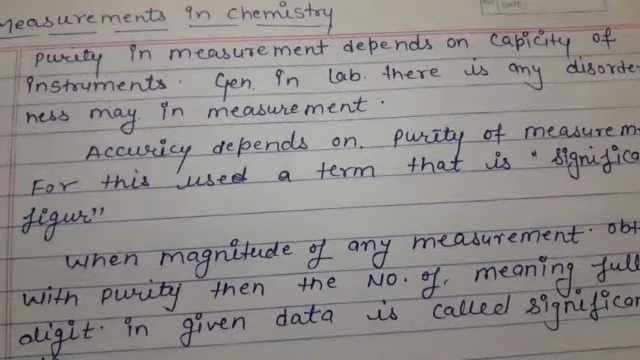 Measurements in chemistry
Purity in measurement depends on capicity of
instruments. Gen. in lab. there is any disorder
ness may in measurement.
Accuricy depends on. purity of measurem
For this used a term that is "significa
figur"
When magnitude of any measurement. obt
with purity then the No. of. meaning full
digit. in given data is called significan